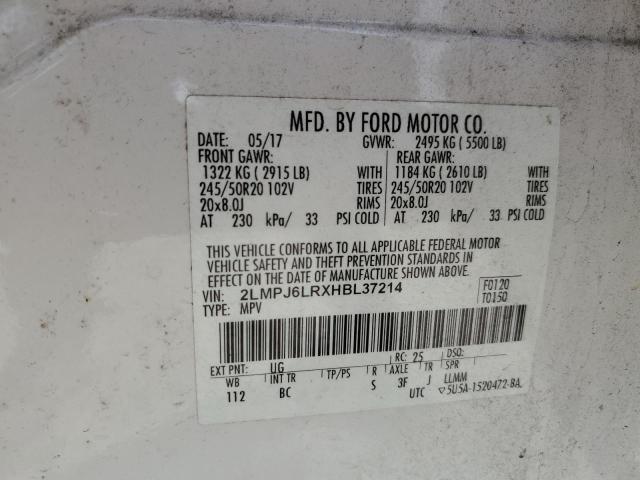 MFD. BY FORD MOTOR CO.
DATE: 05/17 GVWR: 2495 KG ( 5500 LB)
FRONT GAWR: REAR GAWR:
1322 KG ( 2915 LB) WITH 1184 KG ( 2610 LB) WITH
245/50R20 102V TIRES 245/50R20 102V TIRES
20x8.0J RIMS 20x8.0J RIMS
AT 230 kPa/ 33 PSI COLD AT 230 kPa/ 33 PSI COLD
THIS VEHICLE CONFORMS TO ALL APPLICABLE FEDERAL MOTOR
VEHICLE SAFETY AND THEFT PREVENTION STANDARDS IN
EFFECT ON THE DATE OF MANUFACTURE SHOWN ABOVE.
VIN: 2LMPJ6LRXHBL37214 F0120
TYPE: MPV T0150
EXT PNT: UG RC: 25 DSO:
WB INT TR TP/PS R AXLE TR SPR
112 BC S 3F J LLMM
UTC ▽5U5A-1520472-BA